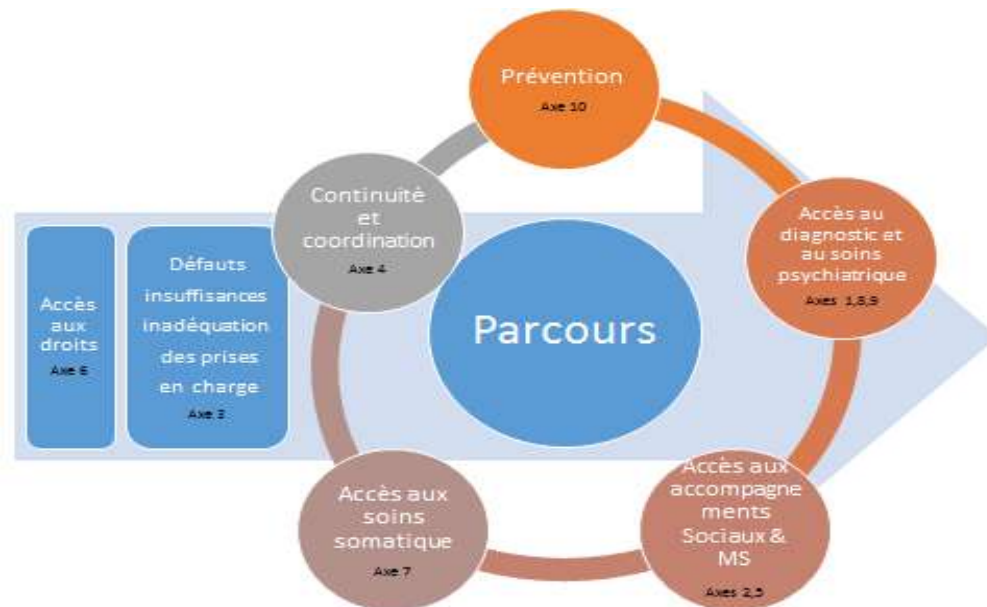 Prévention
Axe 10
Continuité
et
coordination
Axe 4
Accès au
diagnostic et
au soins
psychiatrique
Axes 1,8,9
Accès
aux
droits
Axe 6
Défauts
insuffisances
inadéquation
des prises
en charge
Axe 3
Parcours
Accès aux
soins
somatique
Axe 7
Accès aux
accompagne
ments
Sociaux &
MS
Axes 2,5